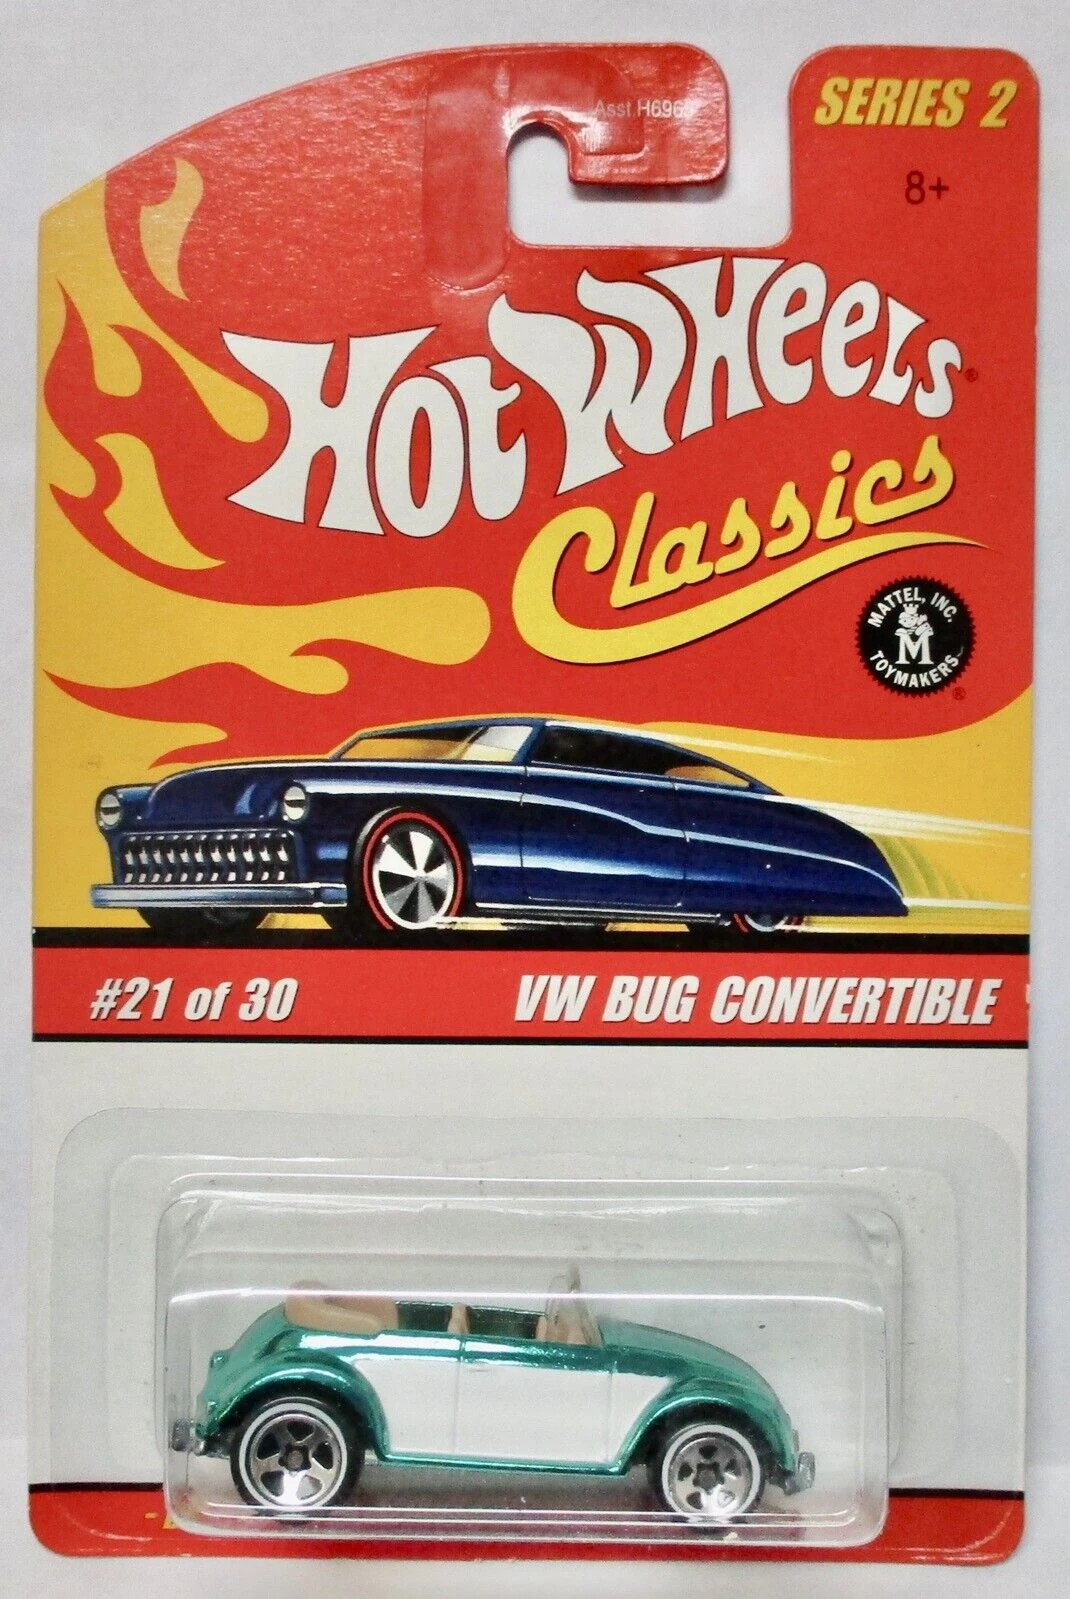 Asst.H696
SERIES 2
8+
HOT WHEELS®
Classics
MATTEL, INC.
M
TOYMAKERS
®
#21 of 30
VW BUG CONVERTIBLE